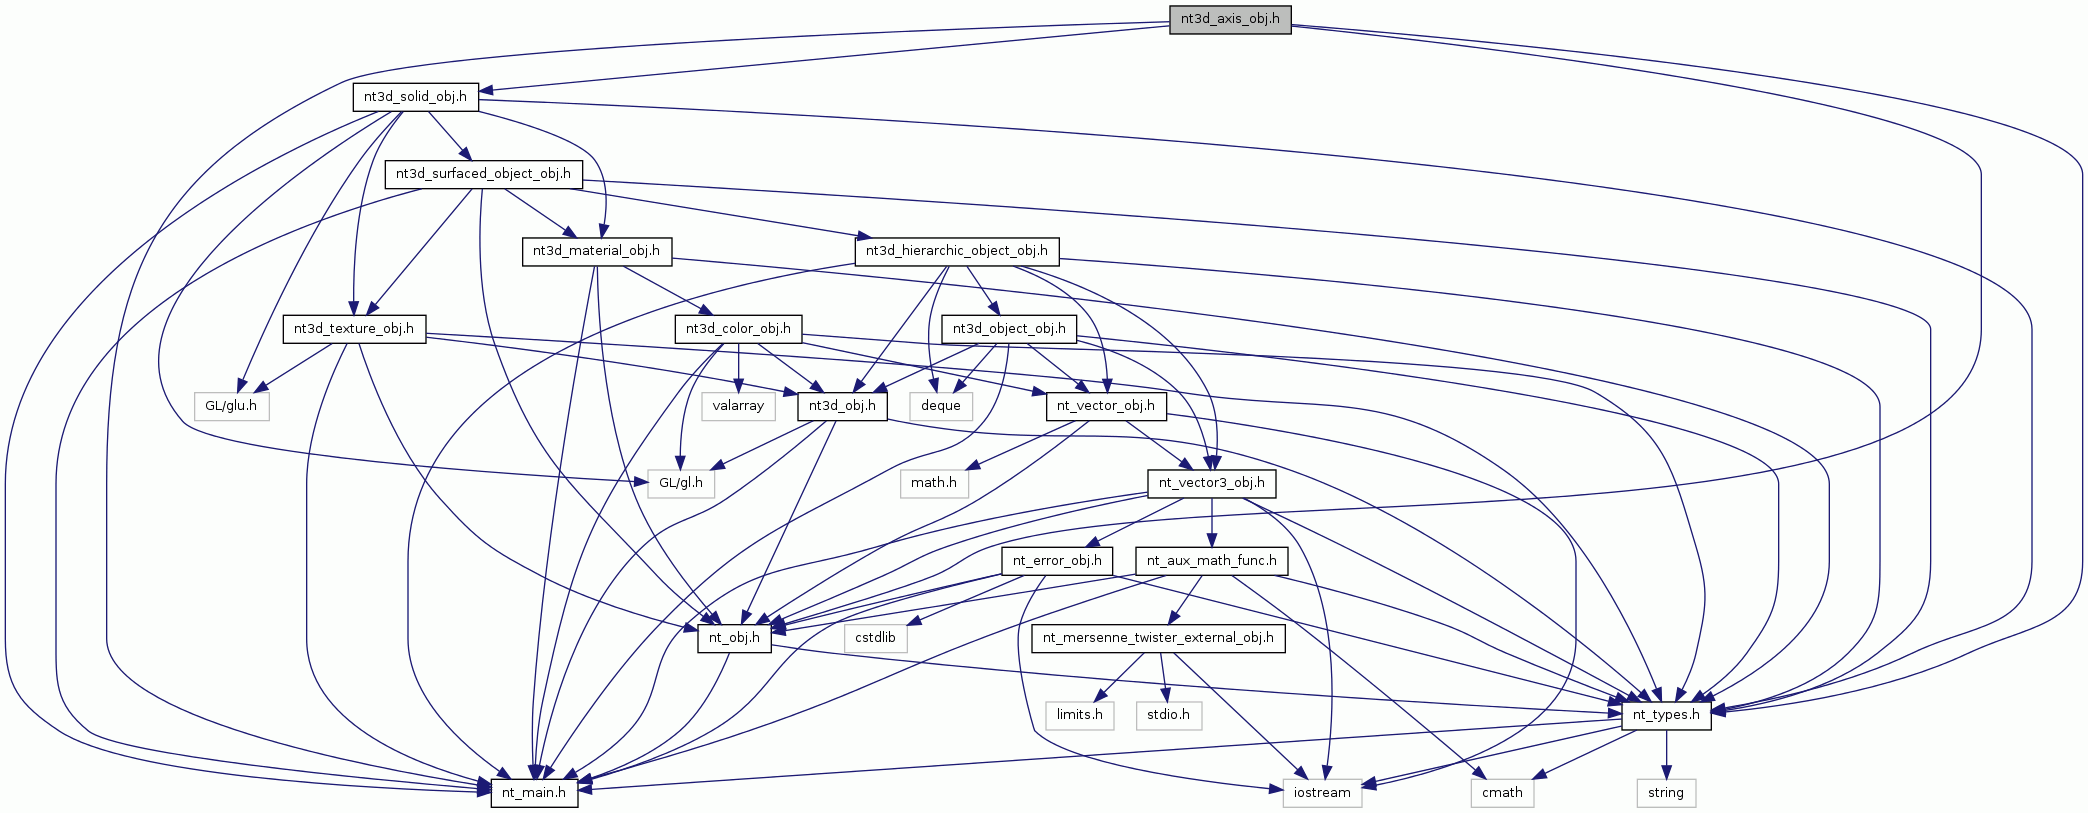 nt3d_axis_obj.h
nt3d_solid_obj.h
nt3d_surfaced_object_obj.h
nt3d_material_obj.h
nt3d_hierarchic_object_obj.h
nt3d_texture_obj.h
nt3d_color_obj.h
nt3d_object_obj.h
GL/glu.h
valarray
nt3d_obj.h
deque
nt_vector_obj.h
GL/gl.h
math.h
nt_vector3_obj.h
nt_error_obj.h
nt_aux_math_func.h
nt_obj.h
cstdlib
nt_mersenne_twister_external_obj.h
limits.h
stdio.h
nt_types.h
nt_main.h
iostream
cmath
string